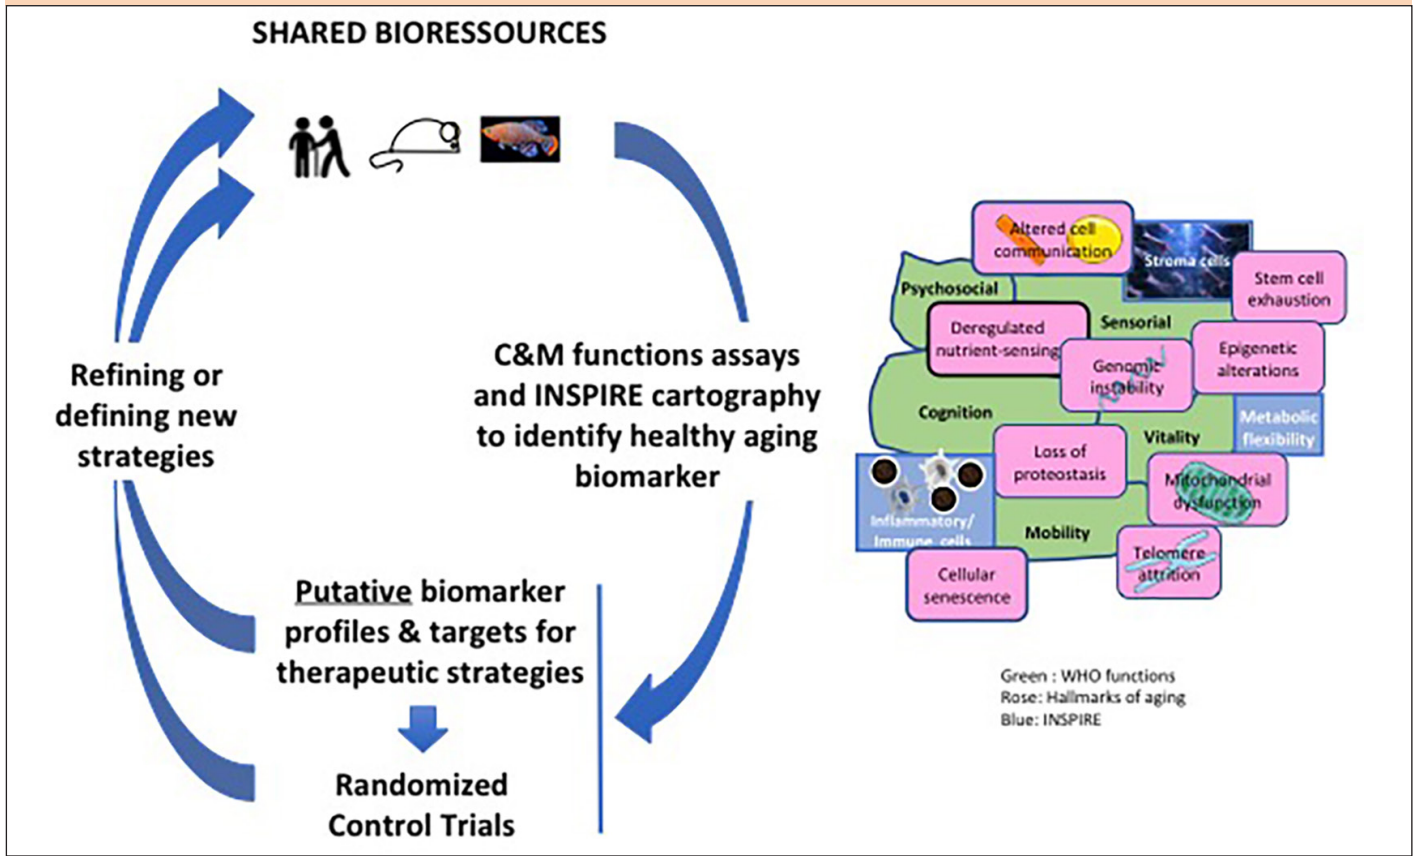 SHARED BIORESSOURCES
Refining or
defining new
strategies
C&M functions assays
and INSPIRE cartography
to identify healthy aging
biomarker
Putative biomarker
profiles & targets for
therapeutic strategies
Randomized
Control Trials
Altered cell
communication
Stroma cells
Stem cell
exhaustion
Psychosocial
Sensorial
Deregulated
nutrient-sensing
Genomic
instability
Epigenetic
alterations
Cognition
Vitality
Metabolic
flexibility
Loss of
proteostasis
Mitochondrial
dysfunction
Inflammatory/
Immune cells
Mobility
Telomere
attrition
Cellular
senescence
Green : WHO functions
Rose: Hallmarks of aging
Blue: INSPIRE